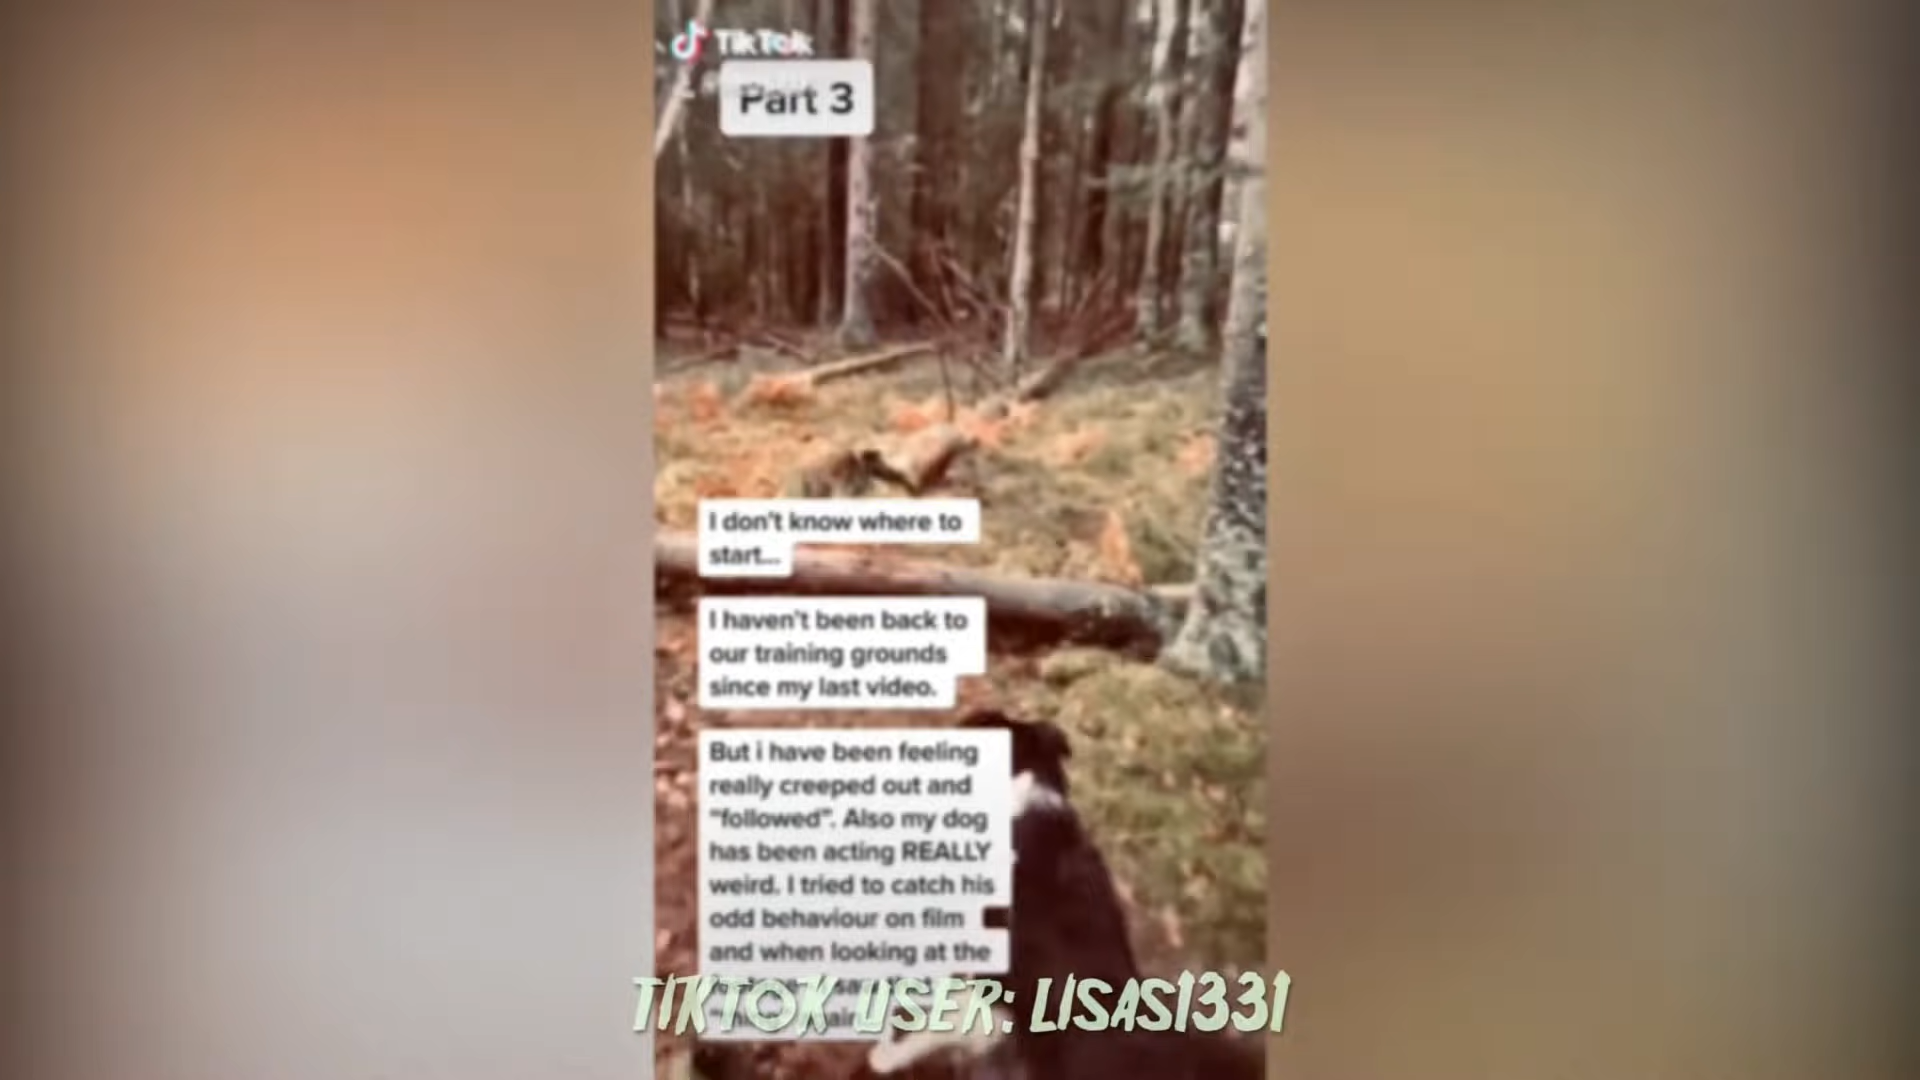 TikTok
Part 3
I don't know where to
start...
I haven't been back to
our training grounds
since my last video.
But i have been feeling
really creeped out and
"followed". Also my dog
has been acting REALLY
weird. I tried to catch his
odd behaviour on film
and when looking at the
TIKTOK USER: LISAS1331